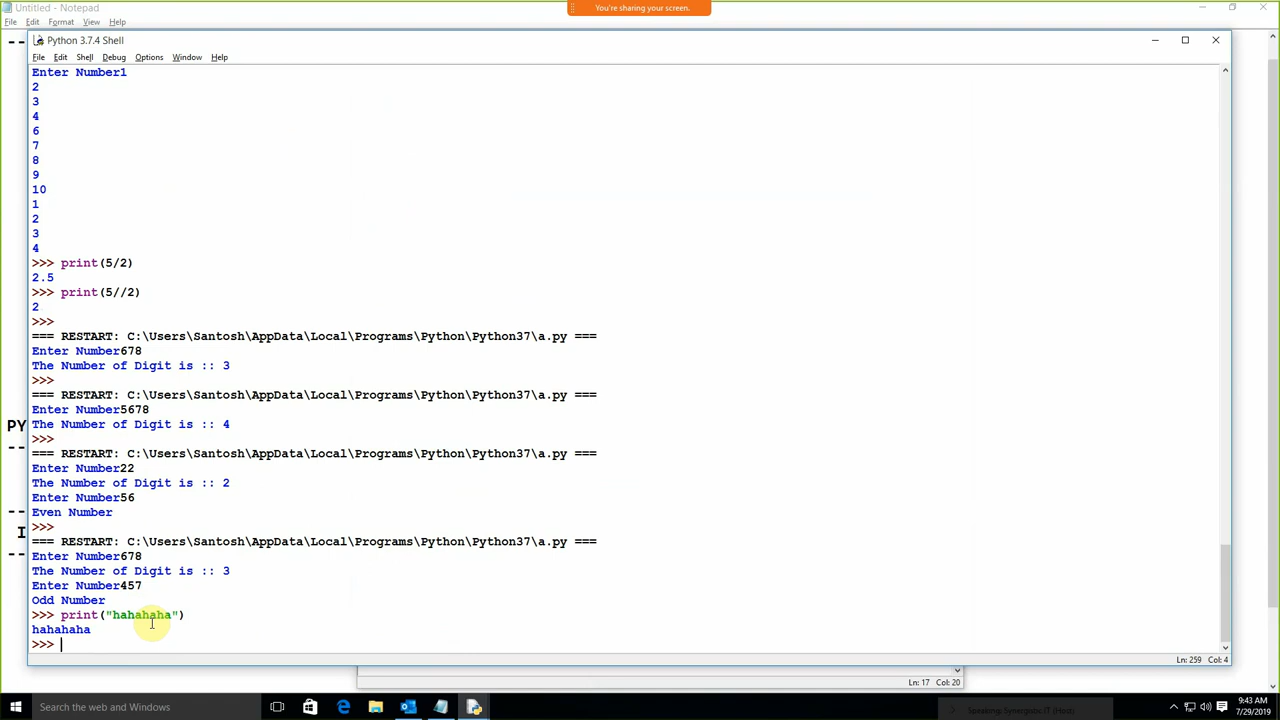 Untitled - Notepad
You're sharing your screen.
File Edit Format View Help
Python 3.7.4 Shell
File Edit Shell Debug Options Window Help
Enter Number1
2
3
4
6
7
8
9
10
1
2
3
4
>>> print(5/2)
2.5
>>> print(5//2)
2
>>>
=== RESTART: C:\Users\Santosh\AppData\Local\Programs\Python\Python37\a.py ===
Enter Number678
The Number of Digit is :: 3
>>>
=== RESTART: C:\Users\Santosh\AppData\Local\Programs\Python\Python37\a.py ===
Enter Number5678
The Number of Digit is :: 4
>>>
=== RESTART: C:\Users\Santosh\AppData\Local\Programs\Python\Python37\a.py ===
Enter Number22
The Number of Digit is :: 2
Enter Number56
Even Number
>>>
=== RESTART: C:\Users\Santosh\AppData\Local\Programs\Python\Python37\a.py ===
Enter Number678
The Number of Digit is :: 3
Enter Number457
Odd Number
>>> print("hahahaha")
hahahaha
>>>
PY
--
--
I
--
Ln: 259 Col: 4
Ln: 17 Col: 20
Search the web and Windows
Speaking: Synergistic IT (Host)
9:43 AM
7/29/2019